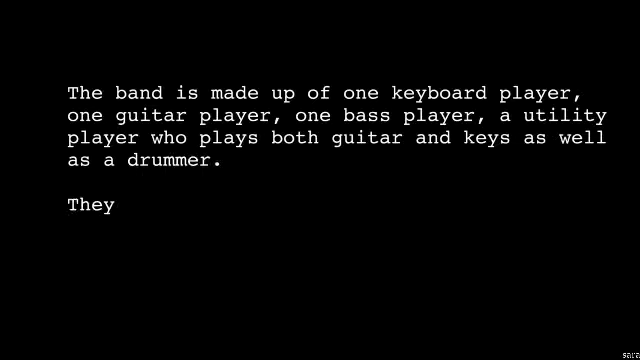 The band is made up of one keyboard player,
one guitar player, one bass player, a utility
player who plays both guitar and keys as well
as a drummer.
They
sara